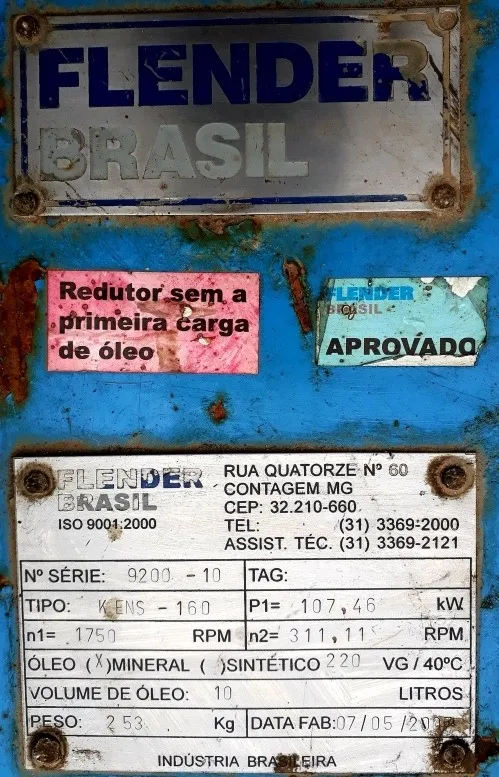 FLENDER
BRASIL
Redutor sem a
primeira carga
de óleo
FLENDER
BRASIL
APROVADO
FLENDER
BRASIL
ISO 9001:2000
RUA QUATORZE Nº 60
CONTAGEM MG
CEP: 32.210-660
TEL: (31) 3369-2000
ASSIST. TÉC. (31) 3369-2121
Nº SÉRIE: 9200 - 10 TAG:
TIPO: ENS - 160 P1= 107,46 kW
n1= 1750 RPM n2= 311,11 RPM
ÓLEO (X)MINERAL ( )SINTÉTICO 220 VG / 40ºC
VOLUME DE ÓLEO: 10 LITROS
PESO: 253 Kg DATA FAB: 07/05/
INDÚSTRIA BRASILEIRA